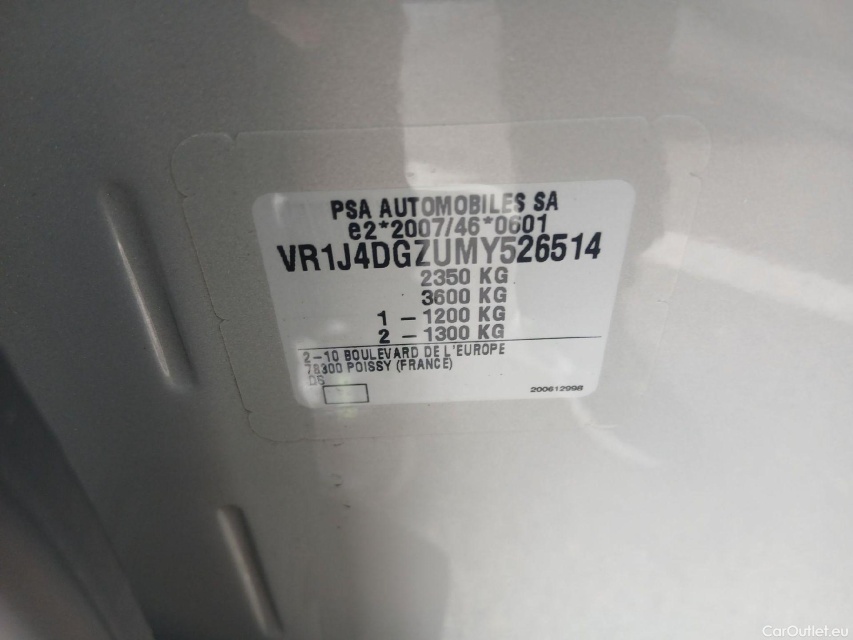 PSA AUTOMOBILES SA
e2*2007/46*0601
VR1J4DGZUMY526514
2350 KG
3600 KG
1 – 1200 KG
2 – 1300 KG
2–10 BOULEVARD DE L'EUROPE
78300 POISSY (FRANCE)
DS
200612998
CarOutlet.eu